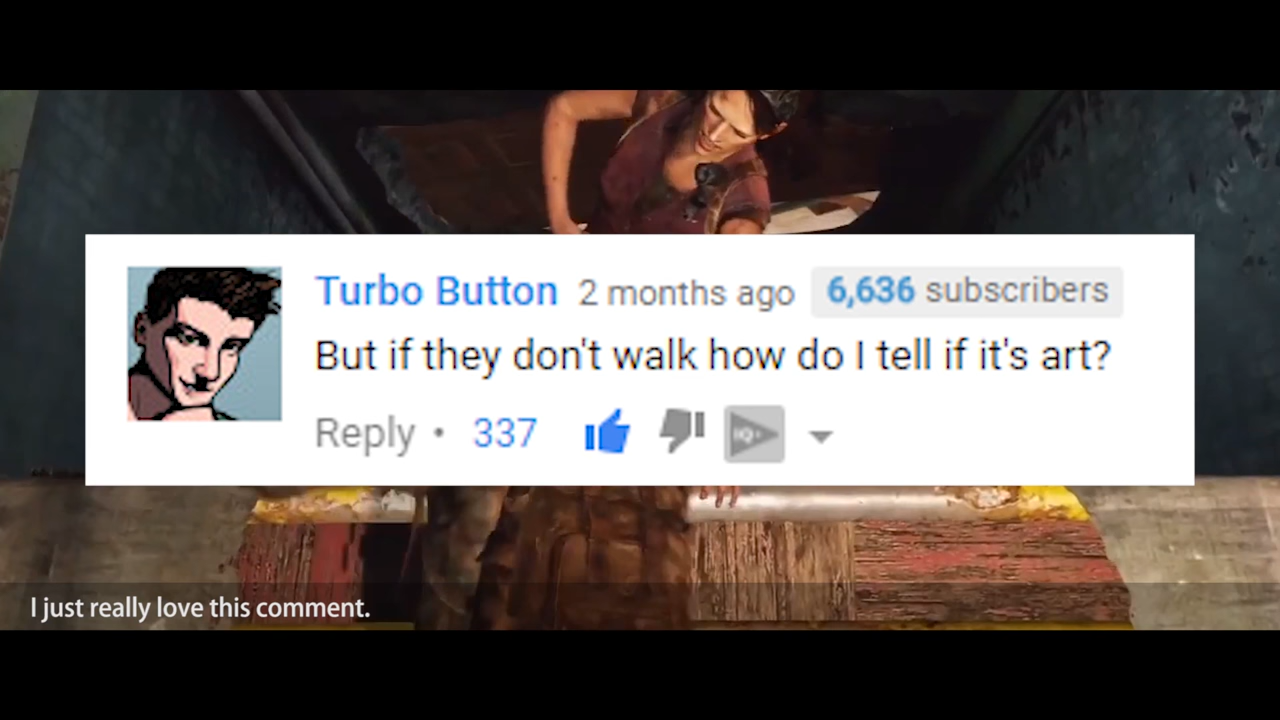 Turbo Button 2 months ago 6,636 subscribers
But if they don't walk how do I tell if it's art?
Reply • 337
I just really love this comment.